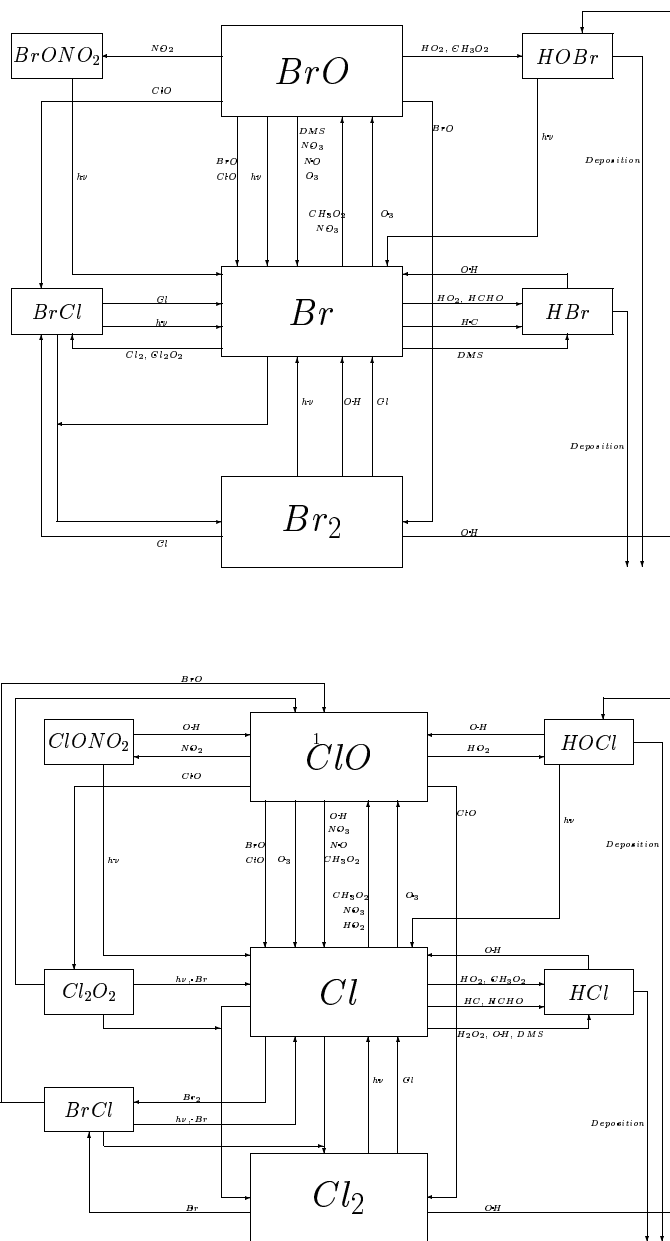 BrONO₂
NO₂
BrO
HO₂, CH₃O₂
HOBr
ClO
BrO
DMS
NO₃
hν
BrO
NO
Deposition
hν
ClO
hν
O₃
CH₃O₂
O₃
NO₃
OH
BrCl
Cl
Br
HO₂, HCHO
HBr
hν
HC
Cl₂, Cl₂O₂
DMS
hν
OH
Cl
Deposition
Br₂
OH
Cl
BrO
ClONO₂
OH
1
ClO
OH
HOCl
NO₂
HO₂
ClO
ClO
OH
hν
NO₃
BrO
NO
Deposition
hν
ClO
O₃
CH₃O₂
CH₃O₂
O₃
NO₃
HO₂
OH
Cl₂O₂
hν, Br
Cl
HO₂, CH₃O₂
HCl
HC, HCHO
H₂O₂, OH, DMS
hν
Cl
BrCl
Br₂
hν, Br
Deposition
Cl₂
Br
OH